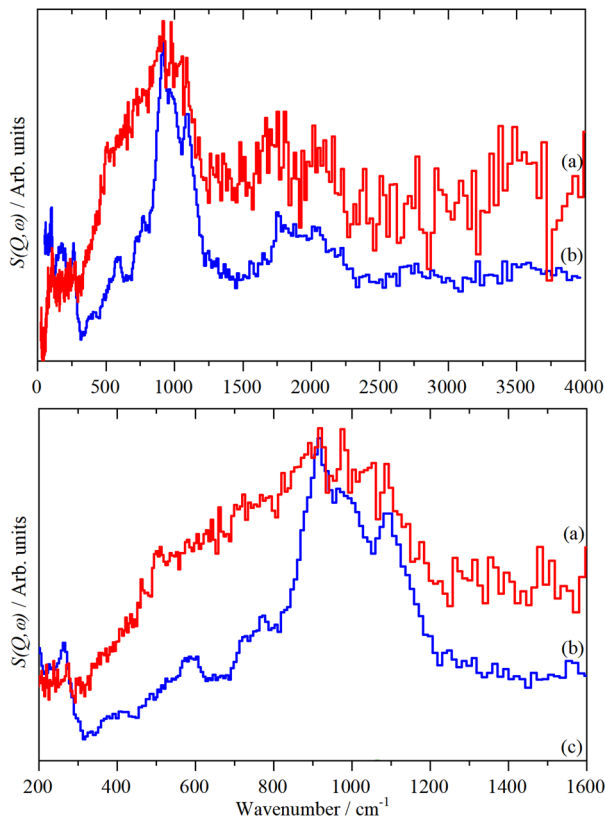 S(Q,ω) / Arb. units
(a)
(b)
0 500 1000 1500 2000 2500 3000 3500 4000
S(Q,ω) / Arb. units
(a)
(b)
(c)
200 400 600 800 1000 1200 1400 1600
Wavenumber / cm⁻¹